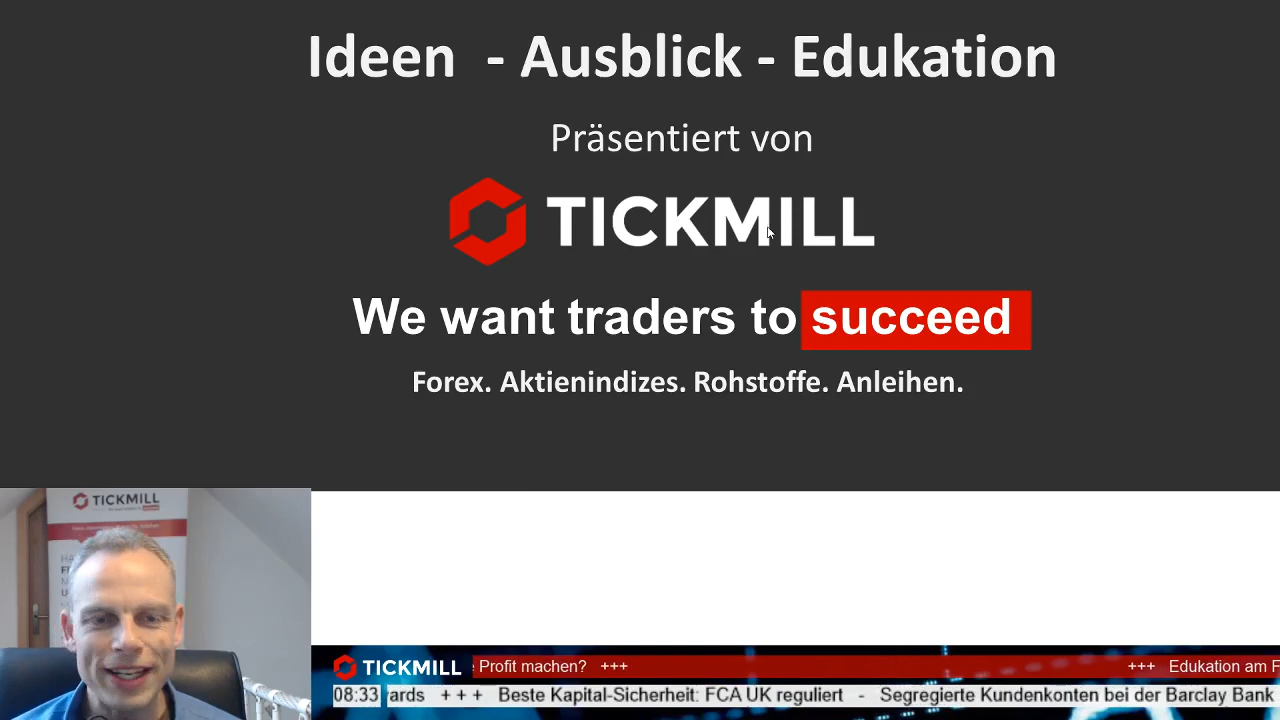 Ideen - Ausblick - Edukation
Präsentiert von
TICKMILL
We want traders to succeed
Forex. Aktienindizes. Rohstoffe. Anleihen.
TICKMILL
TICKMILL
Profit machen? +++ +++ Edukation am F
08:33 ards + + + Beste Kapital-Sicherheit: FCA UK reguliert - Segregierte Kundenkonten bei der Barclay Bank